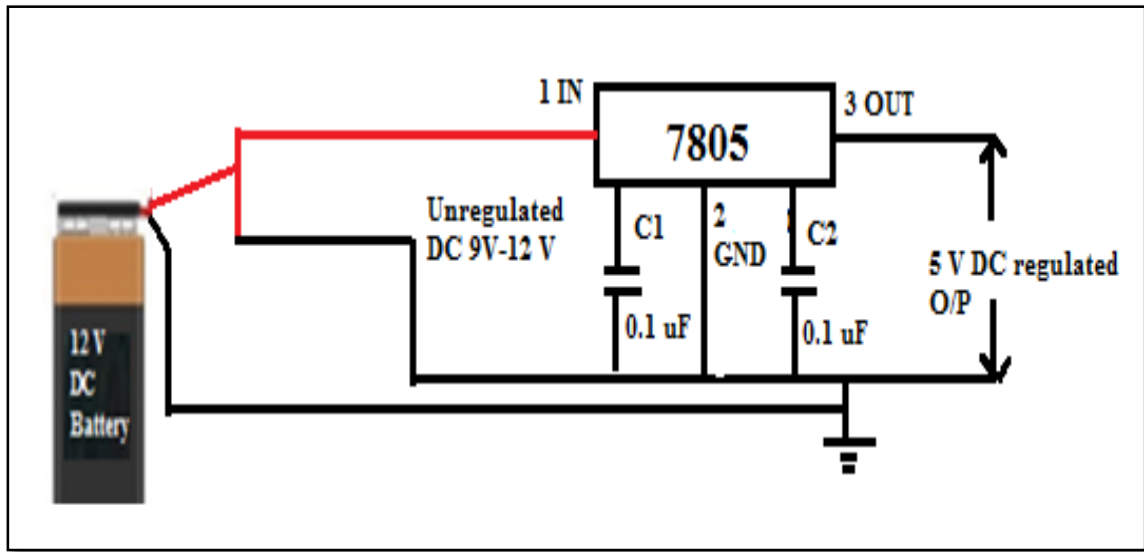 1 IN
7805
3 OUT
Unregulated
DC 9V-12 V
C1
2
GND
C2
5 V DC regulated
O/P
0.1 uF
0.1 uF
12 V
DC
Battery